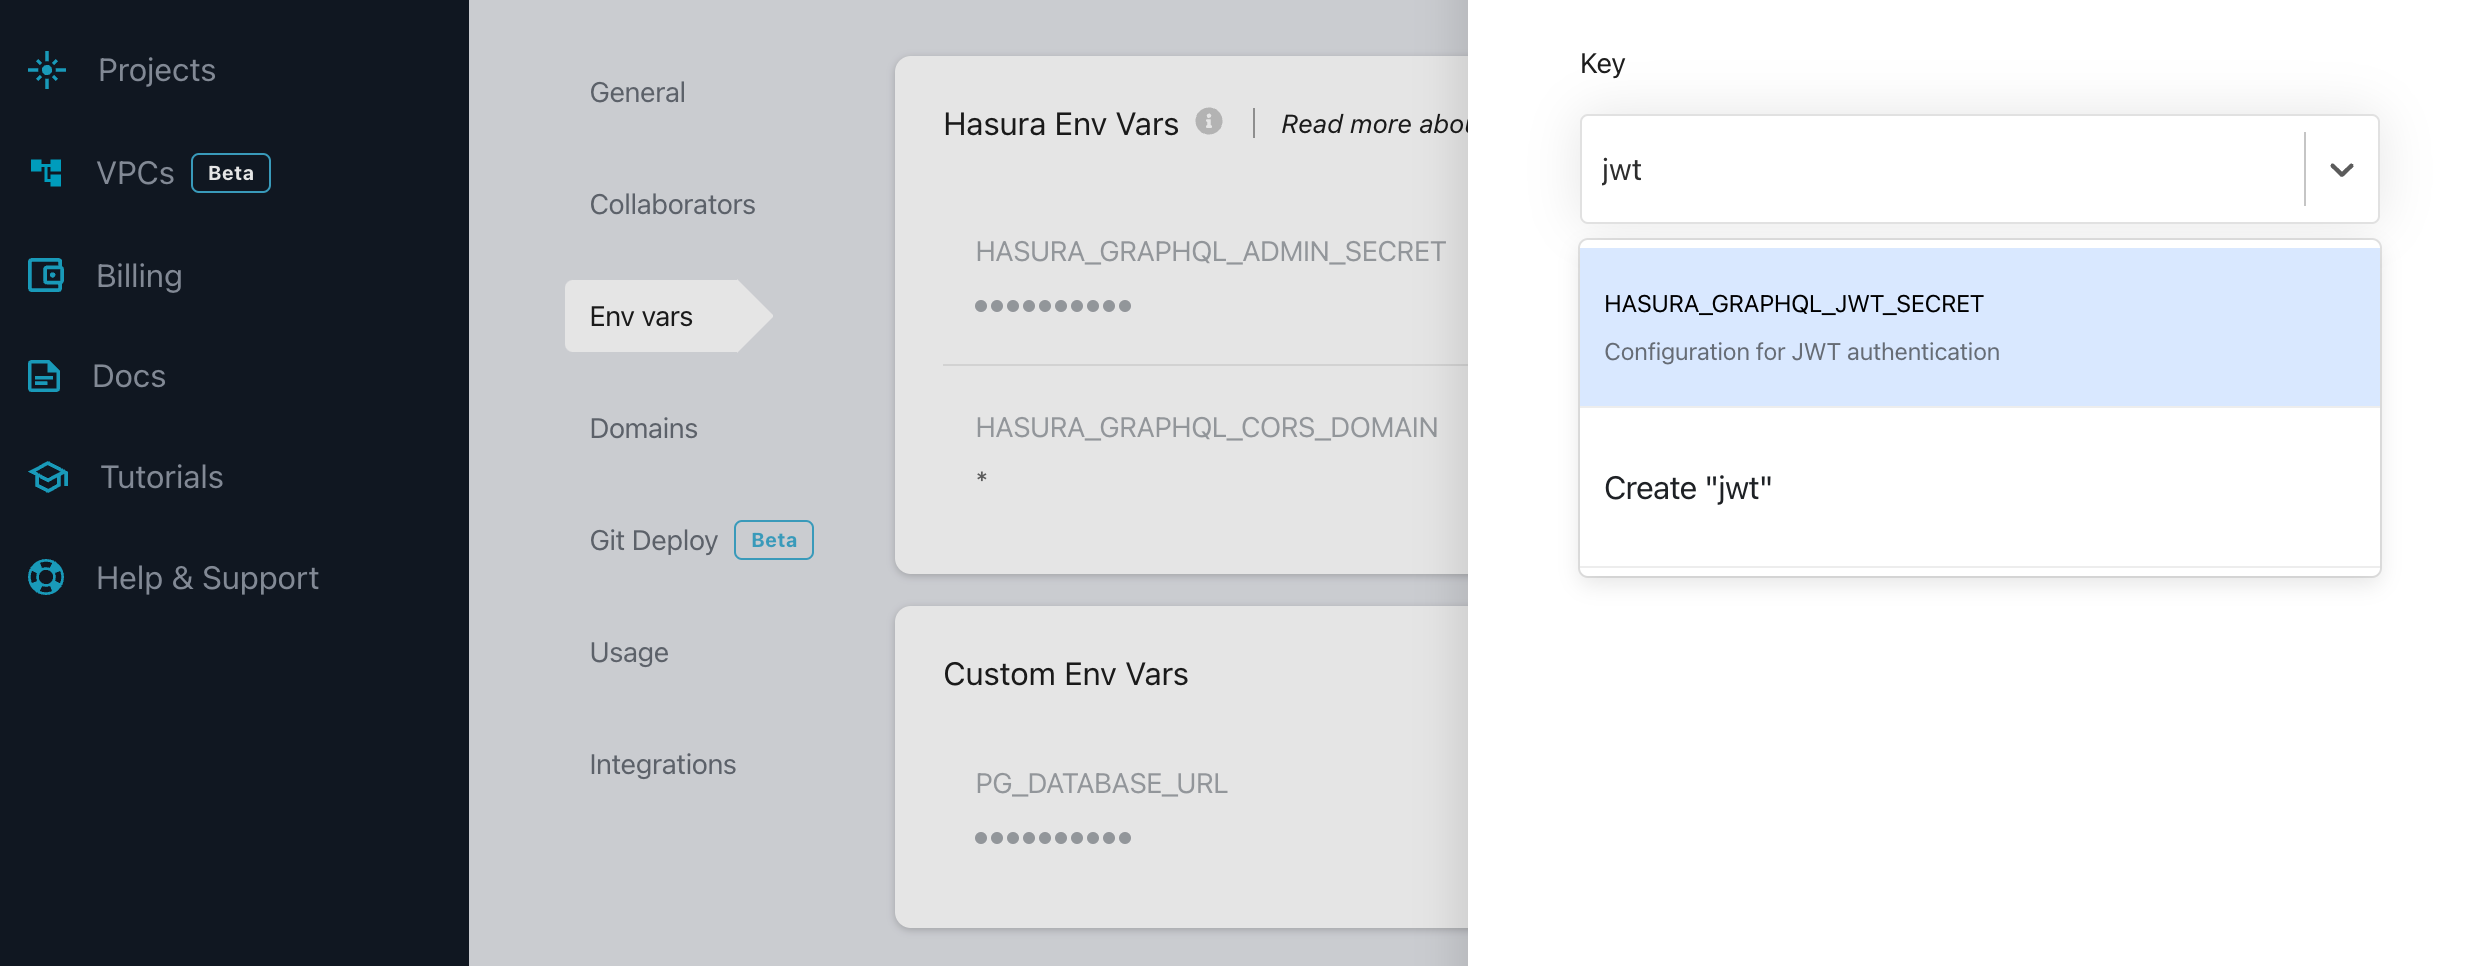 Projects
VPCs Beta
Billing
Docs
Tutorials
Help & Support
General
Collaborators
Env vars
Domains
Git Deploy Beta
Usage
Integrations
Hasura Env Vars | Read more
HASURA_GRAPHQL_ADMIN_SECRET
••••••••••
HASURA_GRAPHQL_CORS_DOMAIN
*
Custom Env Vars
PG_DATABASE_URL
••••••••••
Key
jwt
HASURA_GRAPHQL_JWT_SECRET
Configuration for JWT authentication
Create "jwt"